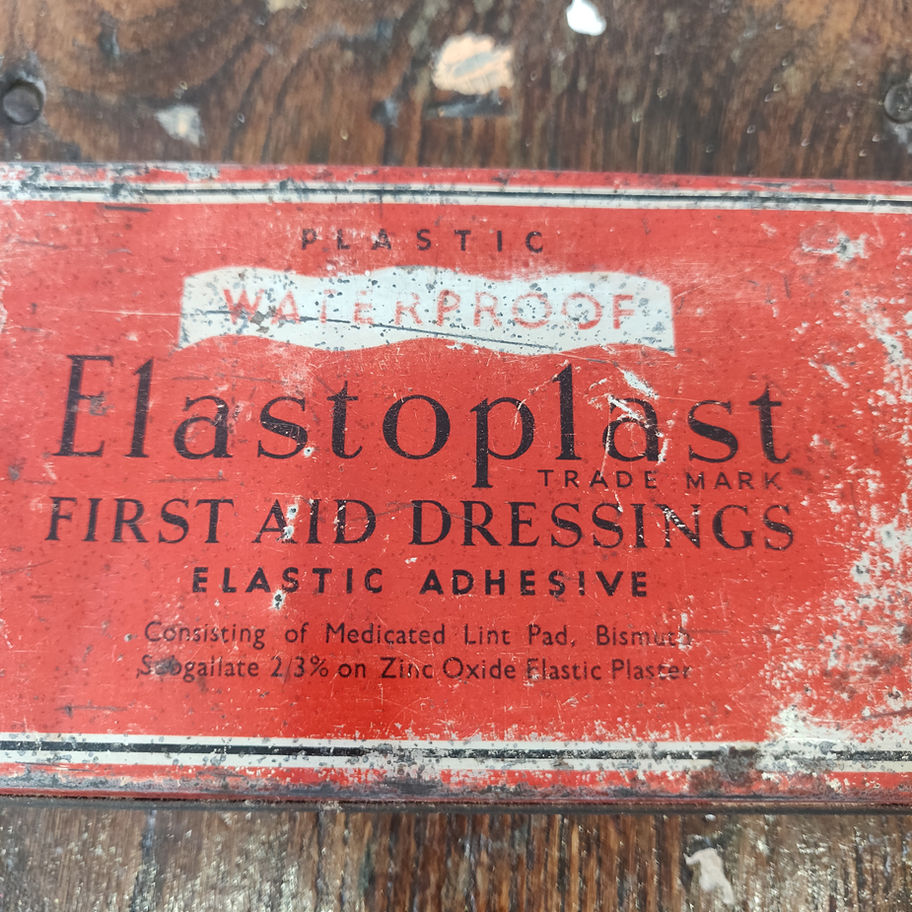 PLASTIC
WATERPROOF
Elastoplast
TRADE MARK
FIRST AID DRESSINGS
ELASTIC ADHESIVE
Consisting of Medicated Lint Pad, Bismuth
Subgallate 2/3% on Zinc Oxide Elastic Plaster